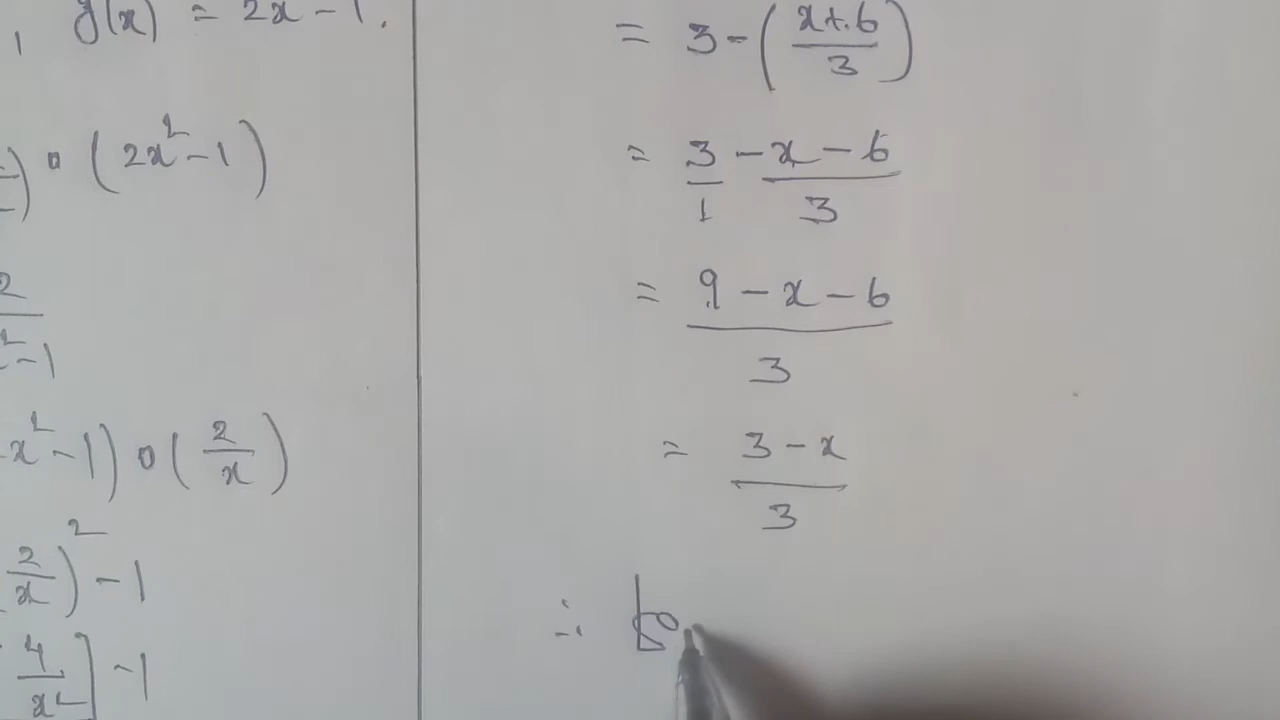 , g(x) = 2x - 1.
) ∘ (2x² - 1)
2
² - 1
x² - 1) ∘ (2/x)
(2/x)² - 1
4/x²] - 1
= 3 - ((x + 6)/3)
= 3/1 (- x - 6)/3
= (9 - x - 6)/3
= (3 - x)/3
∴